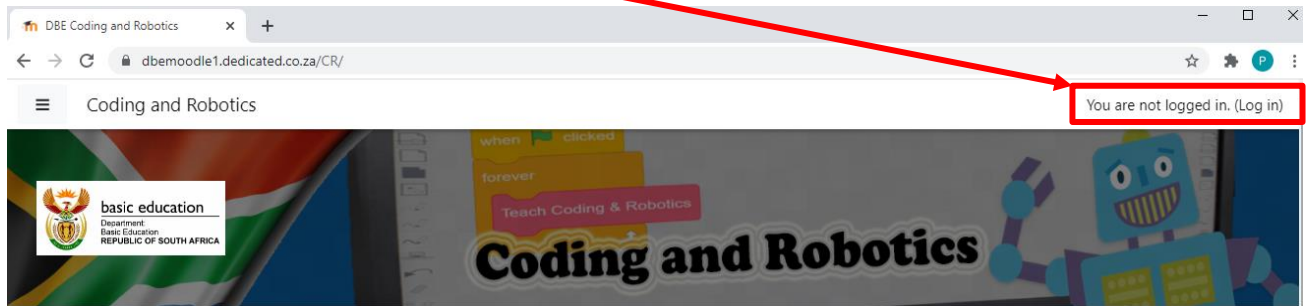 DBE Coding and Robotics
dbemoodle1.dedicated.co.za/CR/
P
Coding and Robotics
You are not logged in. (Log in)
when clicked
forever
Teach Coding & Robotics
basic education
Department:
Basic Education
REPUBLIC OF SOUTH AFRICA
Coding and Robotics